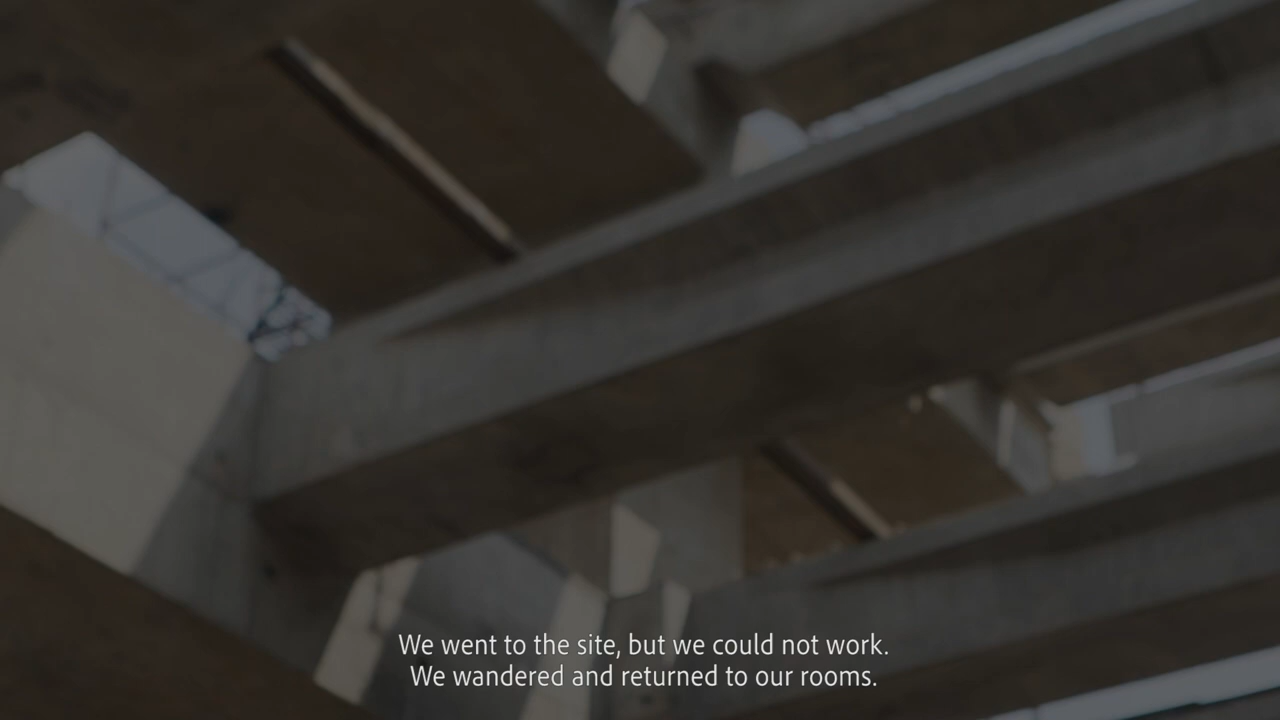 We went to the site, but we could not work.
We wandered and returned to our rooms.